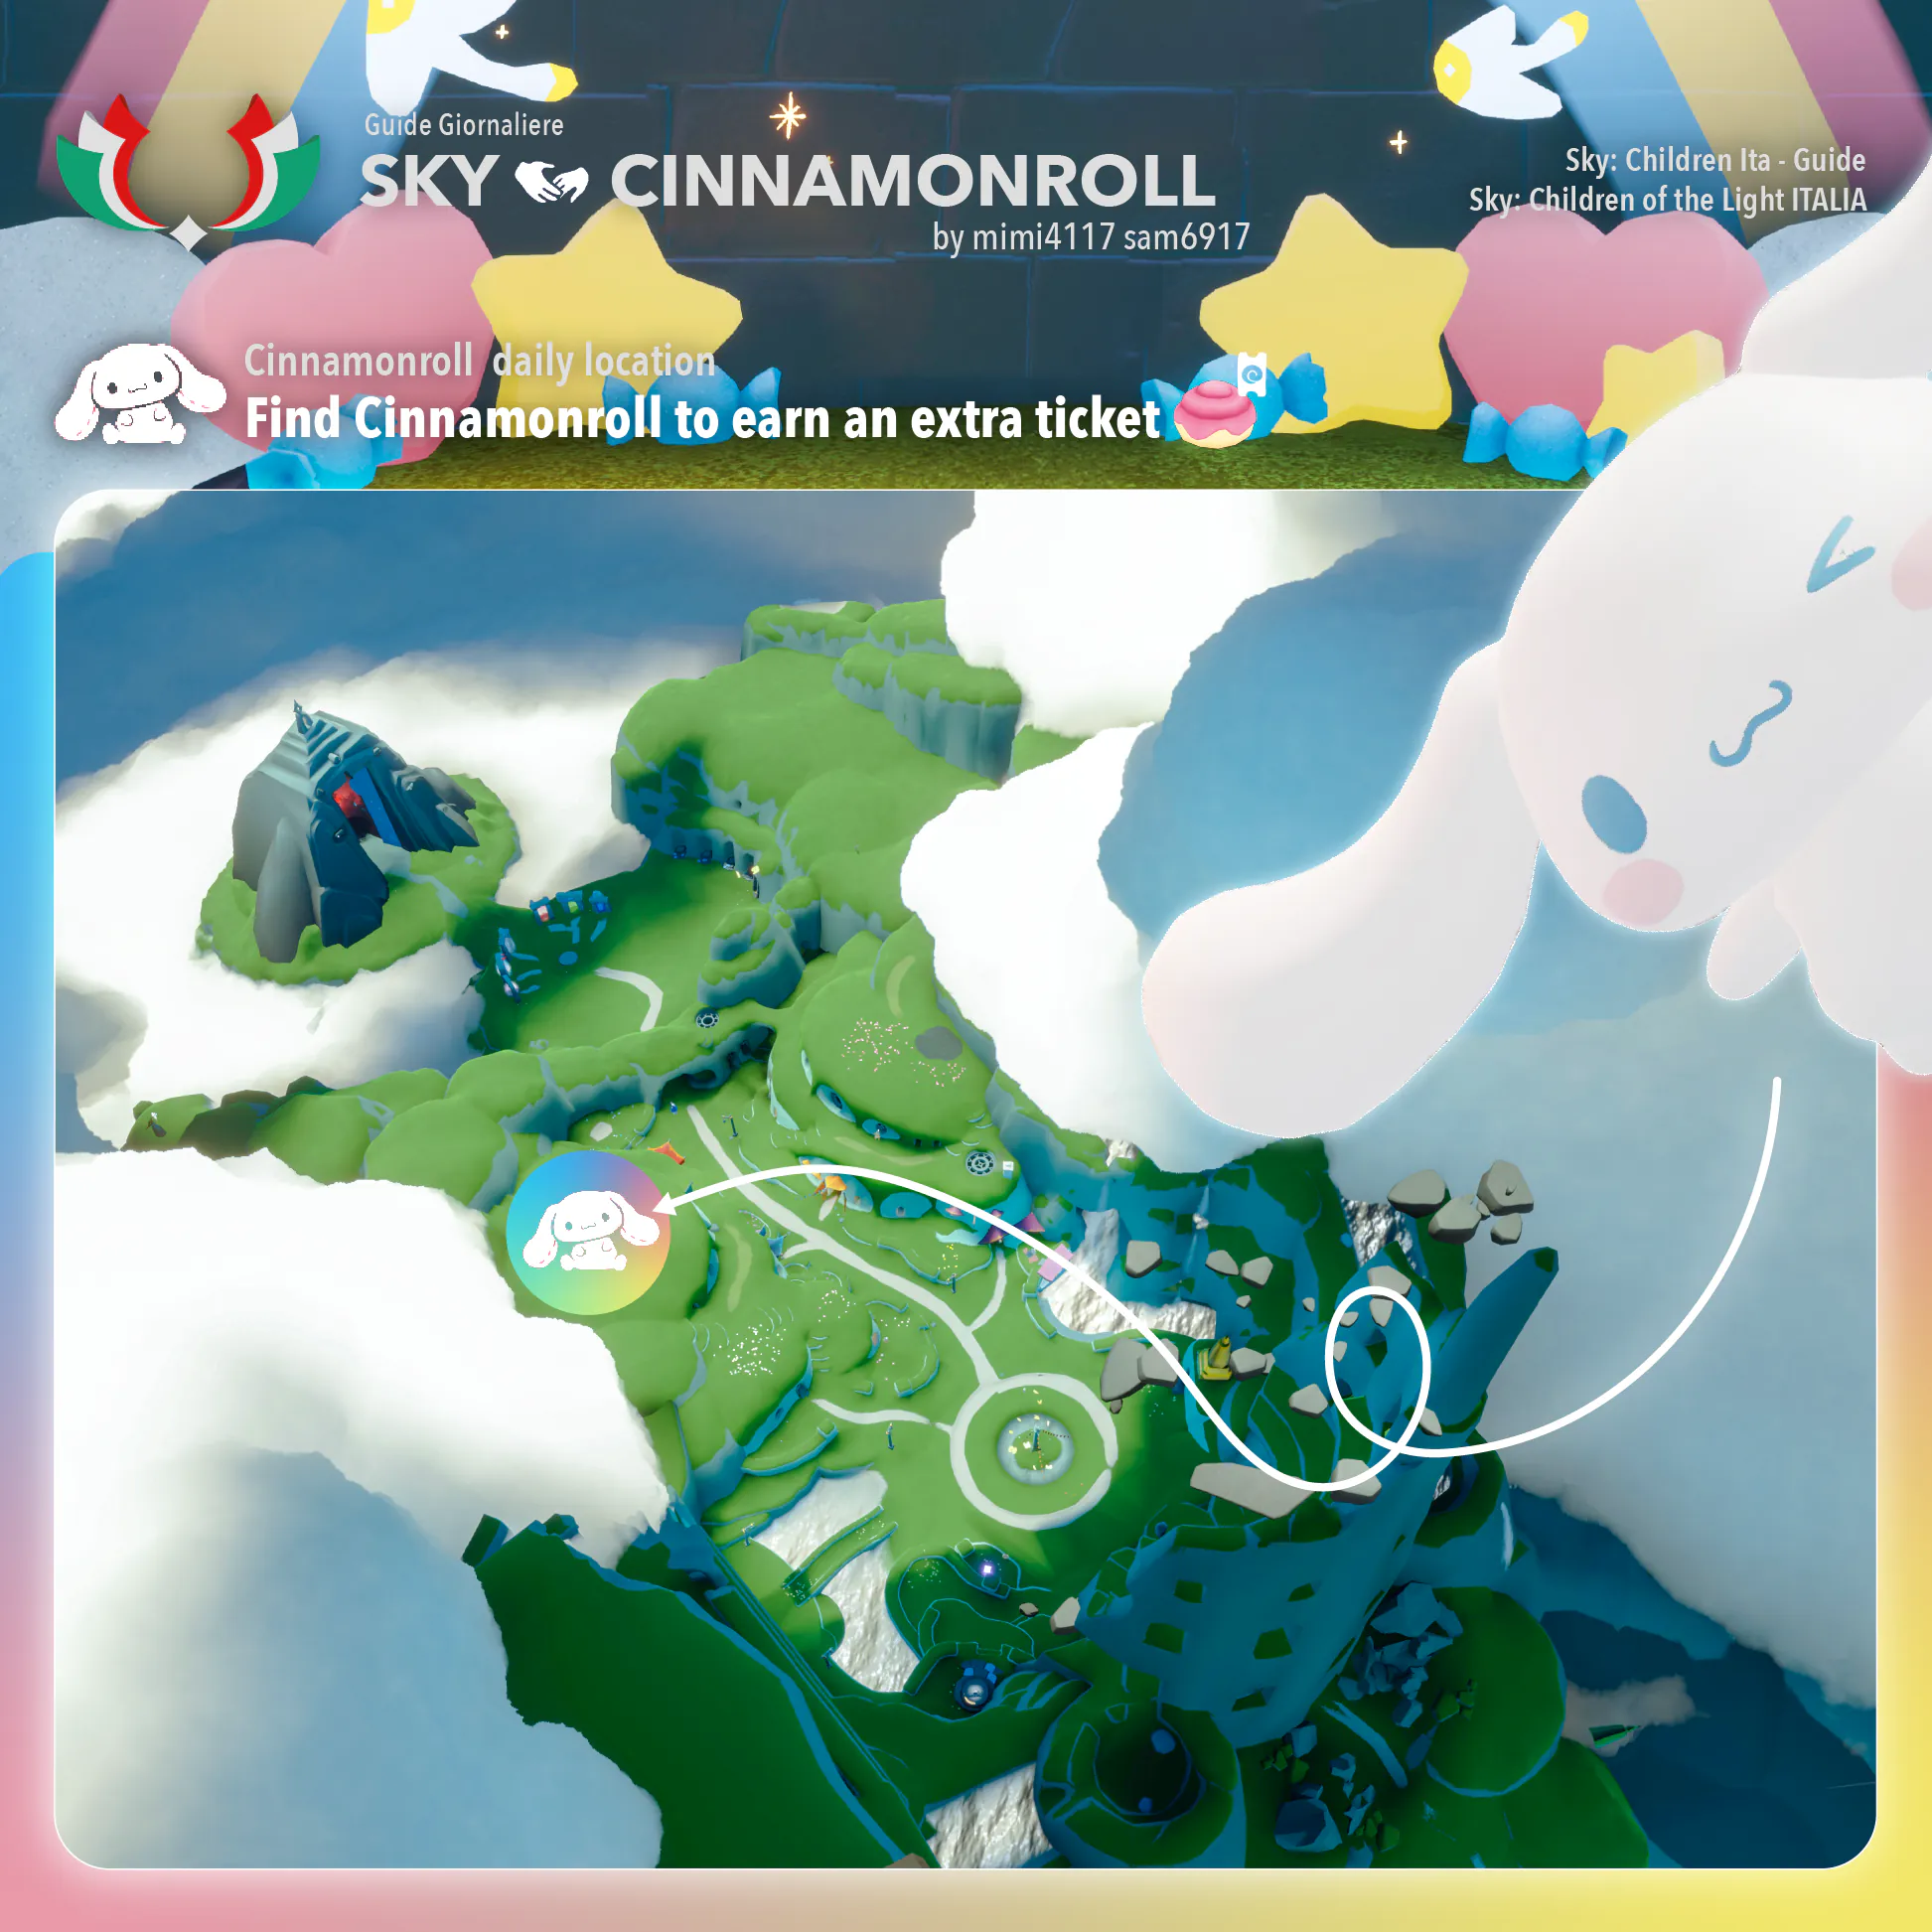 Guide Giornaliere
SKY CINNAMONROLL
by mimi4117 sam6917
Sky: Children Ita - Guide
Sky: Children of the Light ITALIA
Cinnamonroll daily location
Find Cinnamonroll to earn an extra ticket